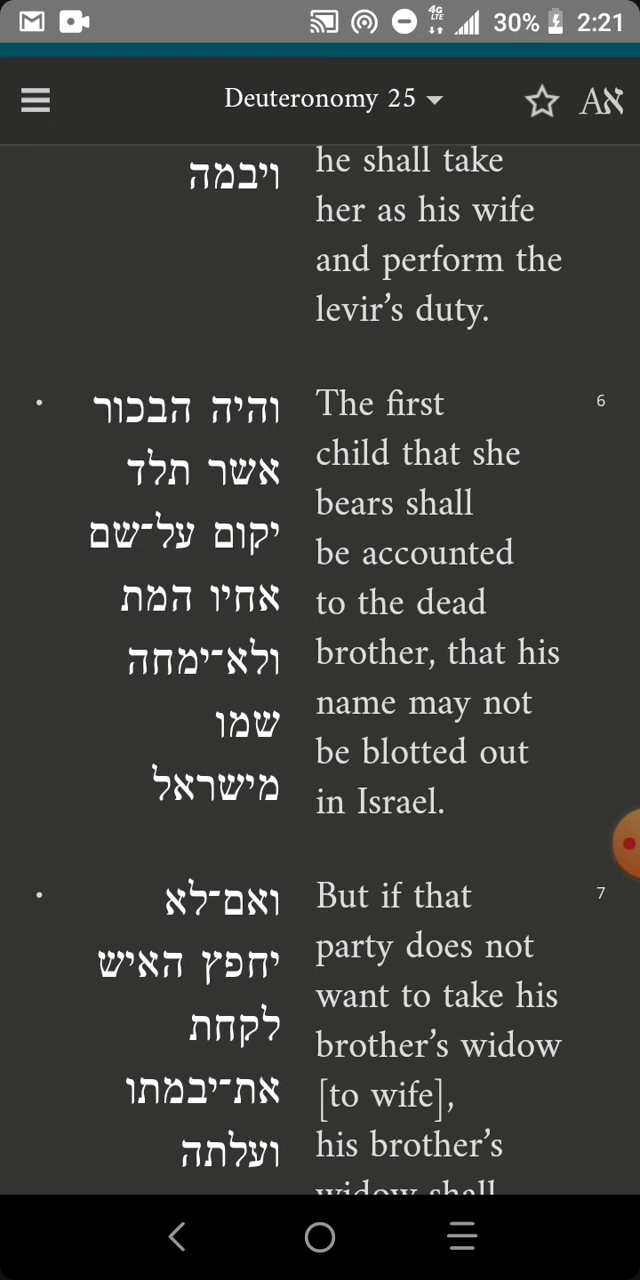 4G
LTE
30%
2:21
Deuteronomy 25
Aא
ויבמה
he shall take
her as his wife
and perform the
levir’s duty.
והיה הבכור
אשר תלד
יקום על־שם
אחיו המת
ולא־ימחה
שמו
מישראל
The first
child that she
bears shall
be accounted
to the dead
brother, that his
name may not
be blotted out
in Israel.
6
ואם־לא
יחפץ האיש
לקחת
את־יבמתו
ועלתה
But if that
party does not
want to take his
brother’s widow
[to wife],
his brother’s
widow shall
7